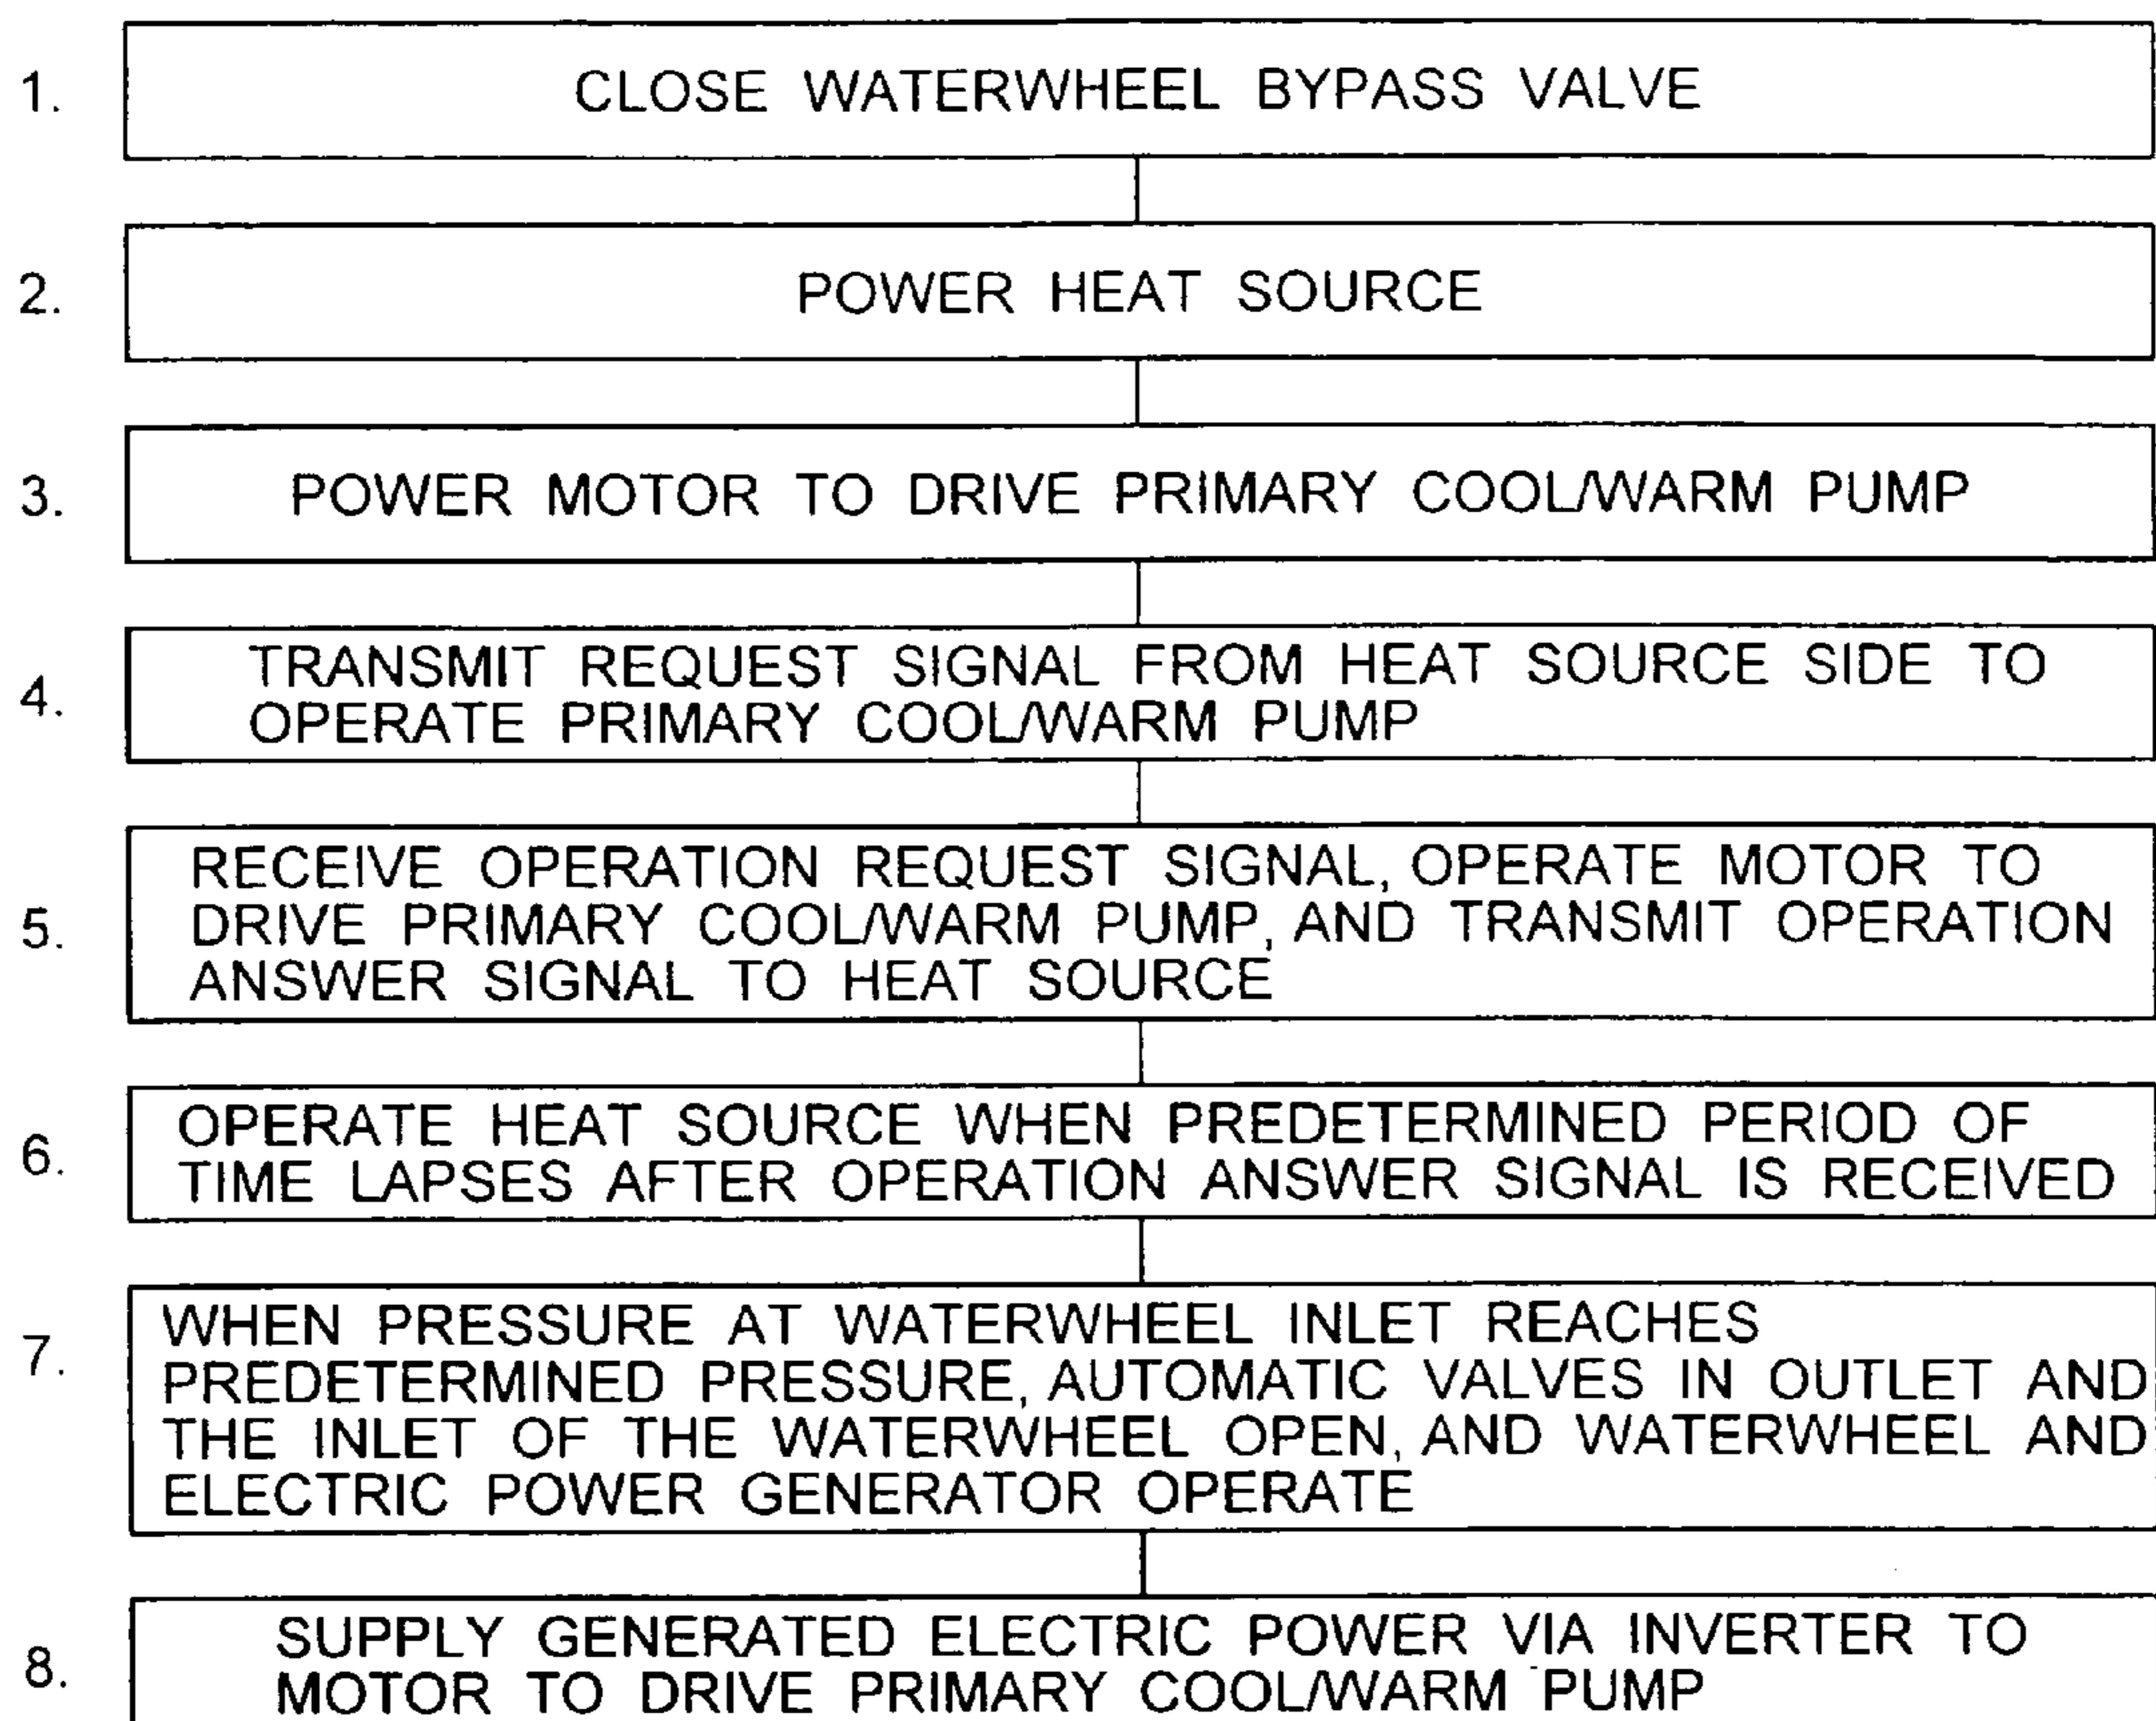 1. CLOSE WATERWHEEL BYPASS VALVE
2. POWER HEAT SOURCE
3. POWER MOTOR TO DRIVE PRIMARY COOL/WARM PUMP
4. TRANSMIT REQUEST SIGNAL FROM HEAT SOURCE SIDE TO
OPERATE PRIMARY COOL/WARM PUMP
5. RECEIVE OPERATION REQUEST SIGNAL, OPERATE MOTOR TO
DRIVE PRIMARY COOL/WARM PUMP, AND TRANSMIT OPERATION
ANSWER SIGNAL TO HEAT SOURCE
6. OPERATE HEAT SOURCE WHEN PREDETERMINED PERIOD OF
TIME LAPSES AFTER OPERATION ANSWER SIGNAL IS RECEIVED
7. WHEN PRESSURE AT WATERWHEEL INLET REACHES
PREDETERMINED PRESSURE, AUTOMATIC VALVES IN OUTLET AND
THE INLET OF THE WATERWHEEL OPEN, AND WATERWHEEL AND
ELECTRIC POWER GENERATOR OPERATE
8. SUPPLY GENERATED ELECTRIC POWER VIA INVERTER TO
MOTOR TO DRIVE PRIMARY COOL/WARM PUMP